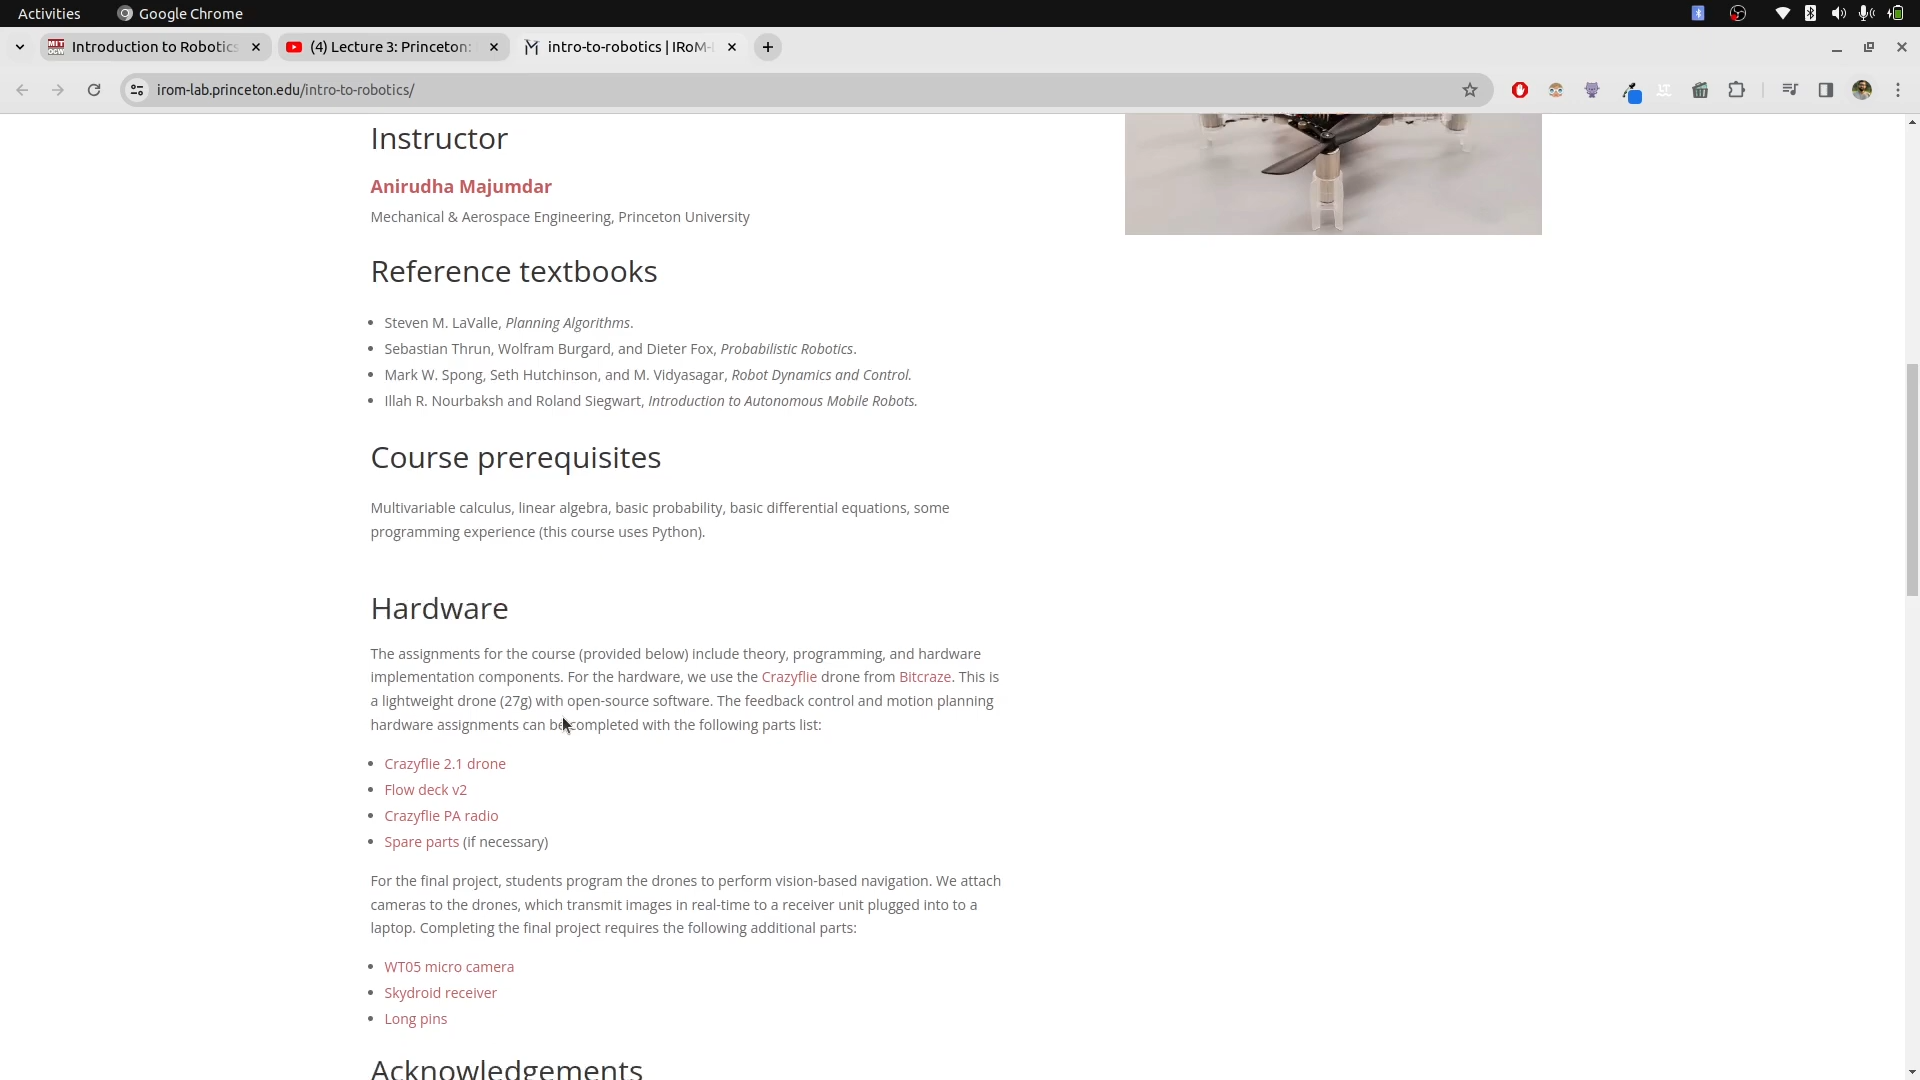 Activities
Google Chrome
Introduction to Robotics
(4) Lecture 3: Princeton:
intro-to-robotics | IRoM-
irom-lab.princeton.edu/intro-to-robotics/
Instructor
Anirudha Majumdar
Mechanical & Aerospace Engineering, Princeton University
Reference textbooks
• Steven M. LaValle, Planning Algorithms.
• Sebastian Thrun, Wolfram Burgard, and Dieter Fox, Probabilistic Robotics.
• Mark W. Spong, Seth Hutchinson, and M. Vidyasagar, Robot Dynamics and Control.
• Illah R. Nourbaksh and Roland Siegwart, Introduction to Autonomous Mobile Robots.
Course prerequisites
Multivariable calculus, linear algebra, basic probability, basic differential equations, some
programming experience (this course uses Python).
Hardware
The assignments for the course (provided below) include theory, programming, and hardware
implementation components. For the hardware, we use the Crazyflie drone from Bitcraze. This is
a lightweight drone (27g) with open-source software. The feedback control and motion planning
hardware assignments can be completed with the following parts list:
• Crazyflie 2.1 drone
• Flow deck v2
• Crazyflie PA radio
• Spare parts (if necessary)
For the final project, students program the drones to perform vision-based navigation. We attach
cameras to the drones, which transmit images in real-time to a receiver unit plugged into to a
laptop. Completing the final project requires the following additional parts:
• WT05 micro camera
• Skydroid receiver
• Long pins
Acknowledgements